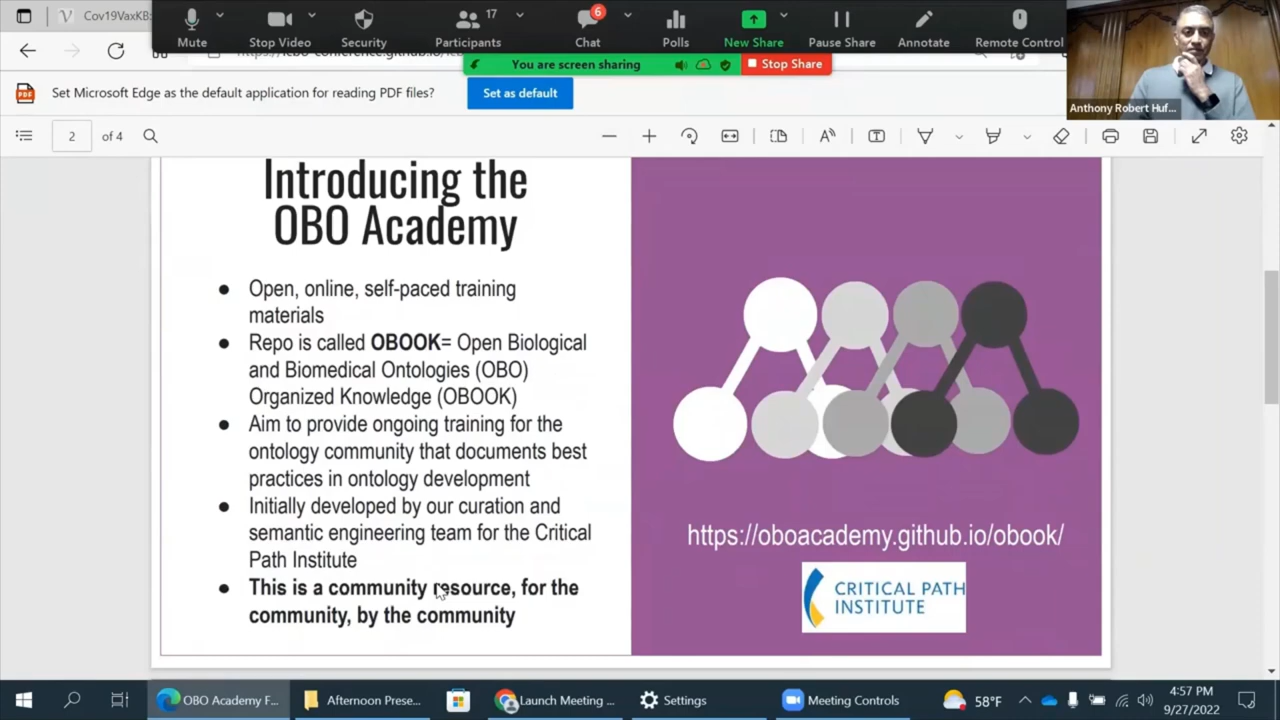 Cov19VaxKB
17
6
Mute
Stop Video
Security
Participants
Chat
Polls
New Share
Pause Share
Annotate
Remote Control
You are screen sharing
Stop Share
Anthony Robert Huf...
Set Microsoft Edge as the default application for reading PDF files?
Set as default
2
of 4
Introducing the
OBO Academy
● Open, online, self-paced training
materials
● Repo is called OBOOK= Open Biological
and Biomedical Ontologies (OBO)
Organized Knowledge (OBOOK)
● Aim to provide ongoing training for the
ontology community that documents best
practices in ontology development
● Initially developed by our curation and
semantic engineering team for the Critical
Path Institute
● This is a community resource, for the
community, by the community
https://oboacademy.github.io/obook/
CRITICAL PATH
INSTITUTE
OBO Academy F...
Afternoon Prese...
Launch Meeting ...
Settings
Meeting Controls
58°F
4:57 PM
9/27/2022